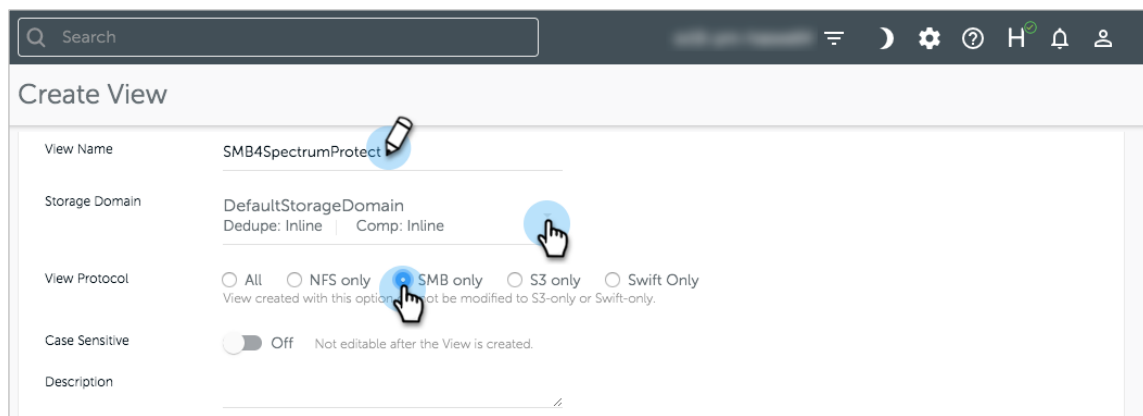 Search
H
Create View
View Name
SMB4SpectrumProtect
Storage Domain
DefaultStorageDomain
Dedupe: Inline Comp: Inline
View Protocol
All NFS only SMB only S3 only Swift Only
View created with this option not be modified to S3-only or Swift-only.
Case Sensitive
Off Not editable after the View is created.
Description